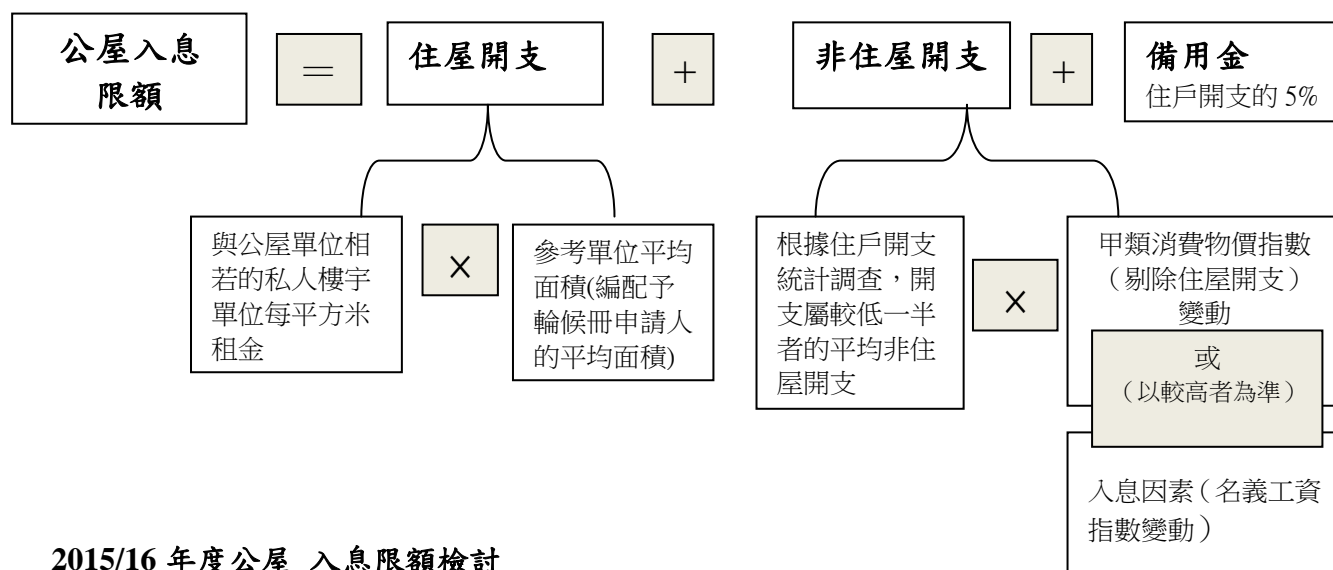 公屋入息
限額
＝
住屋開支
+
非住屋開支
+
備用金
住戶開支的 5%
與公屋單位相
若的私人樓宇
單位每平方米
租金
×
參考單位平均
面積(編配予
輪候冊申請人
的平均面積)
根據住戶開支
統計調查，開
支屬較低一半
者的平均非住
屋開支
×
甲類消費物價指數
（剔除住屋開支）
變動
或
（以較高者為準）
入息因素（名義工資
指數變動）
2015/16 年度公屋 入息限額檢討